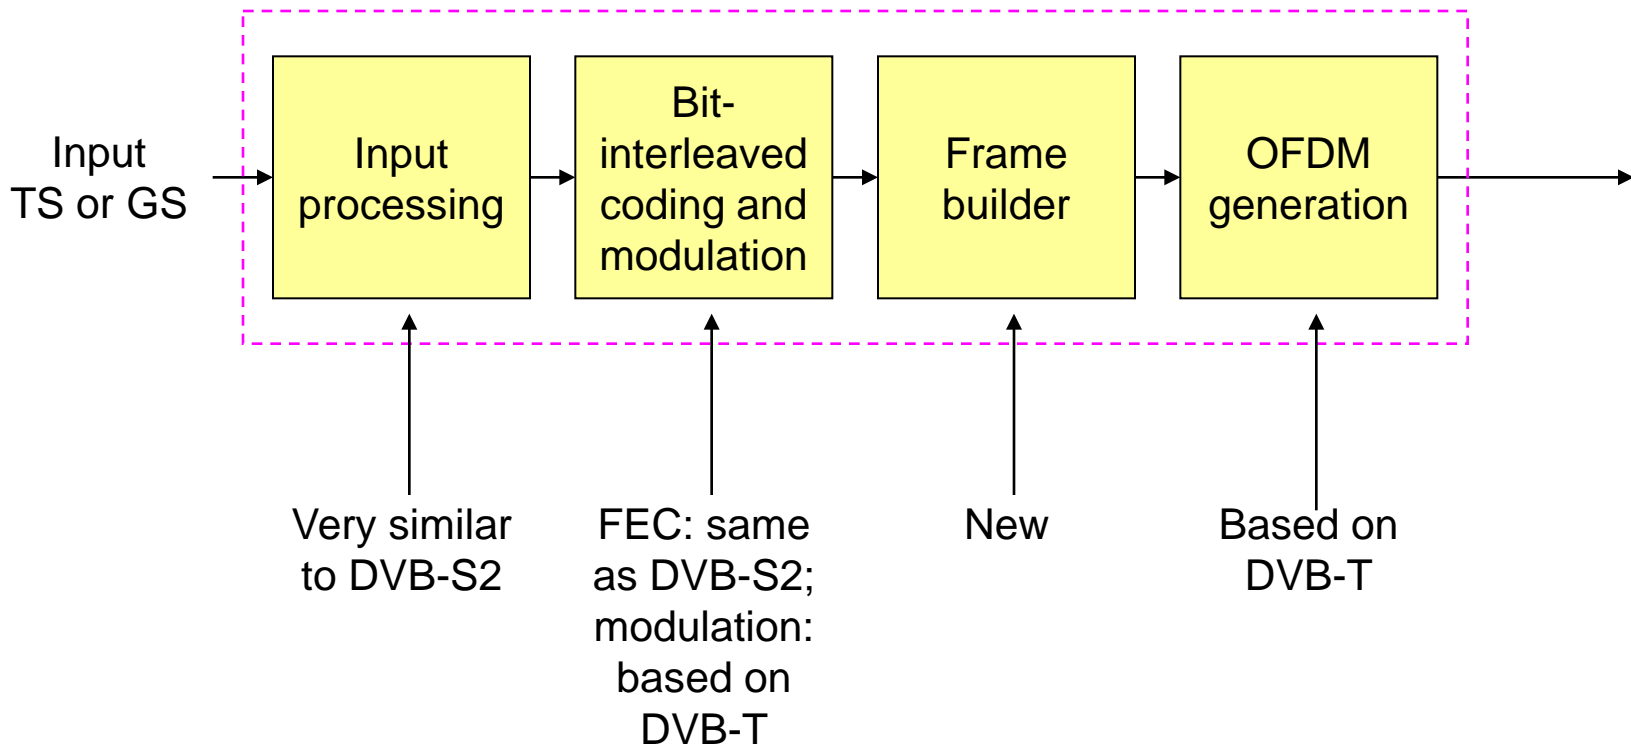 Input
TS or GS
Input
processing
Bit-
interleaved
coding and
modulation
Frame
builder
OFDM
generation
Very similar
to DVB-S2
FEC: same
as DVB-S2;
modulation:
based on
DVB-T
New
Based on
DVB-T